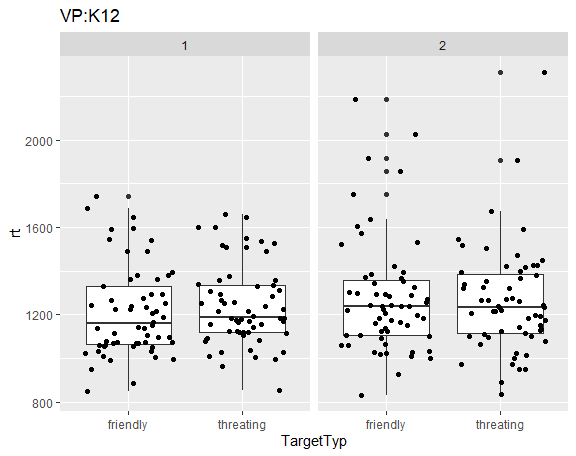 VP:K12
1 2
rt
2000
1600
1200
800
friendly threating friendly threating
TargetTyp